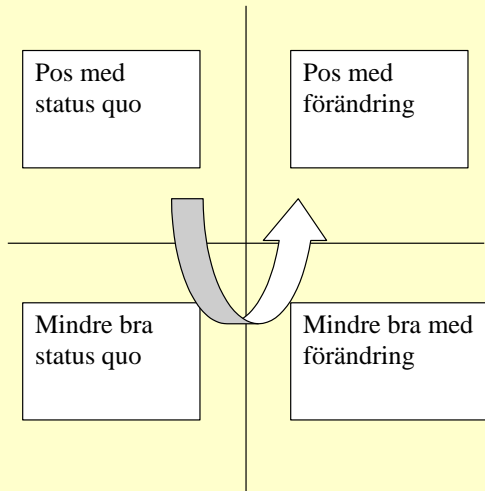 Pos med
status quo
Pos med
förändring
Mindre bra
status quo
Mindre bra med
förändring